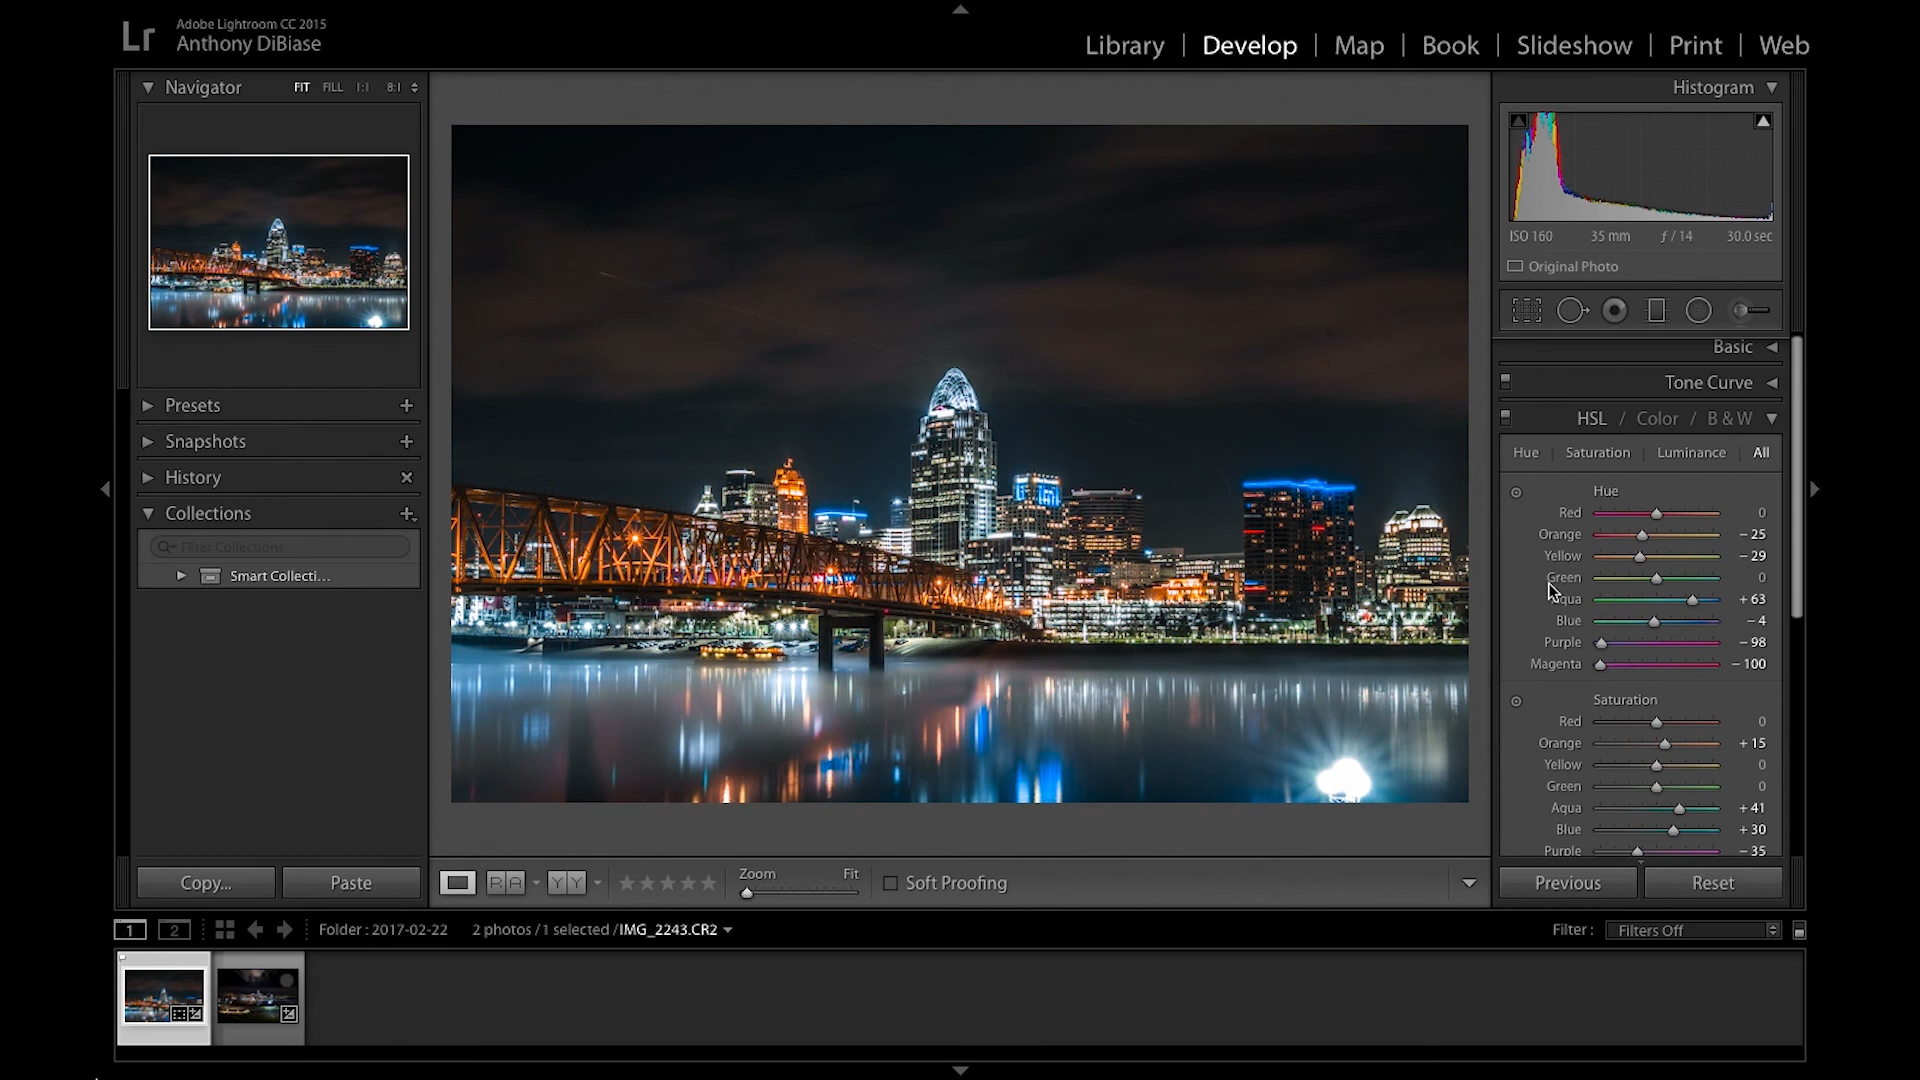 Lr
Adobe Lightroom CC 2015
Anthony DiBiase
Library | Develop | Map | Book | Slideshow | Print | Web
Navigator FIT FILL 1:1 8:1
Presets
Snapshots
History
Collections
Filter Collections
Smart Collecti...
Copy... Paste
R A Y Y Zoom Fit Soft Proofing
Histogram
ISO 160 35 mm ƒ / 14 30.0 sec
Original Photo
Basic
Tone Curve
HSL / Color / B & W
Hue Saturation Luminance All
Hue
Red 0
Orange - 25
Yellow - 29
Green 0
Aqua + 63
Blue - 4
Purple - 98
Magenta - 100
Saturation
Red 0
Orange + 15
Yellow 0
Green 0
Aqua + 41
Blue + 30
Purple - 35
Previous Reset
1 2 Folder : 2017-02-22 2 photos / 1 selected / IMG_2243.CR2
Filter : Filters Off